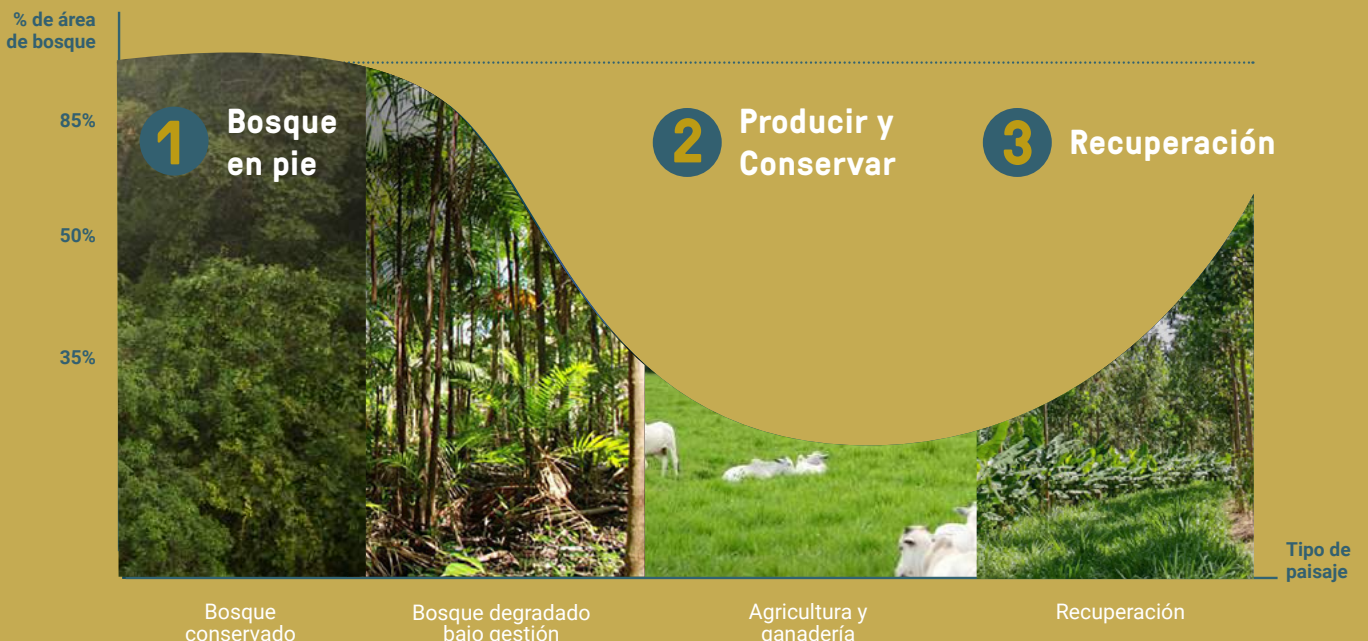 % de área
de bosque
85%
50%
35%
1
Bosque
en pie
2
Producir y
Conservar
3
Recuperación
Tipo de
paisaje
Bosque
conservado
Bosque degradado
bajo gestión
Agricultura y
ganadería
Recuperación